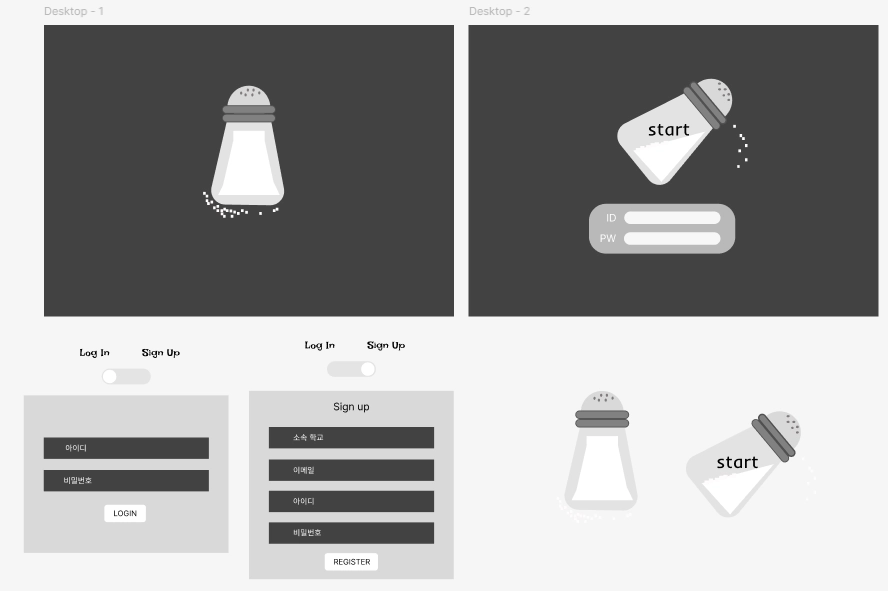 Desktop - 1
Desktop - 2
start
ID
PW
Log In Sign Up
아이디
비밀번호
LOGIN
Log In Sign Up
Sign up
소속 학교
이메일
아이디
비밀번호
REGISTER
start